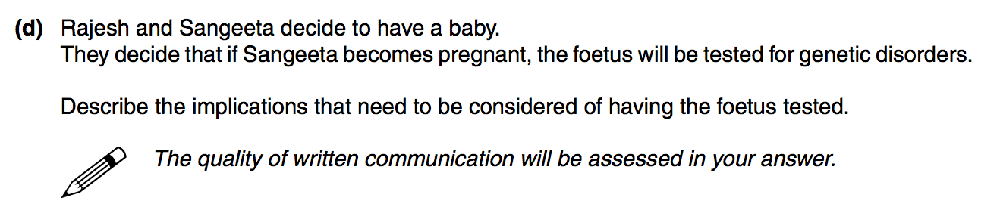 (d) Rajesh and Sangeeta decide to have a baby.
They decide that if Sangeeta becomes pregnant, the foetus will be tested for genetic disorders.
Describe the implications that need to be considered of having the foetus tested.
The quality of written communication will be assessed in your answer.